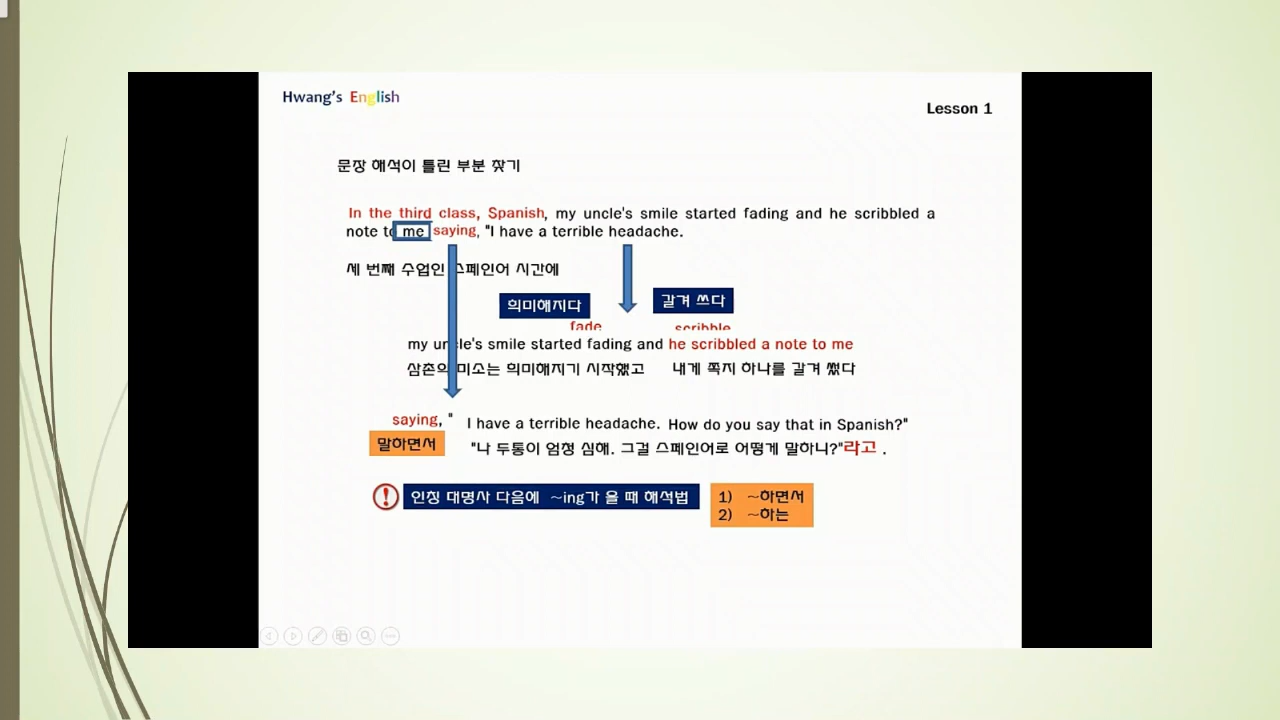 Hwang's English
Lesson 1
문장 해석이 틀린 부분 찾기
In the third class, Spanish, my uncle's smile started fading and he scribbled a
note to me saying, "I have a terrible headache.
세 번째 수업인 스페인어 시간에
희미해지다
갈겨 쓰다
fade
scribble
my uncle's smile started fading and he scribbled a note to me
삼촌의 미소는 희미해지기 시작했고 내게 쪽지 하나를 갈겨 썼다
saying, " I have a terrible headache. How do you say that in Spanish?"
말하면서
"나 두통이 엄청 심해. 그걸 스페인어로 어떻게 말하니?"라고 .
인칭 대명사 다음에 ~ing가 올 때 해석법
1) ~하면서
2) ~하는